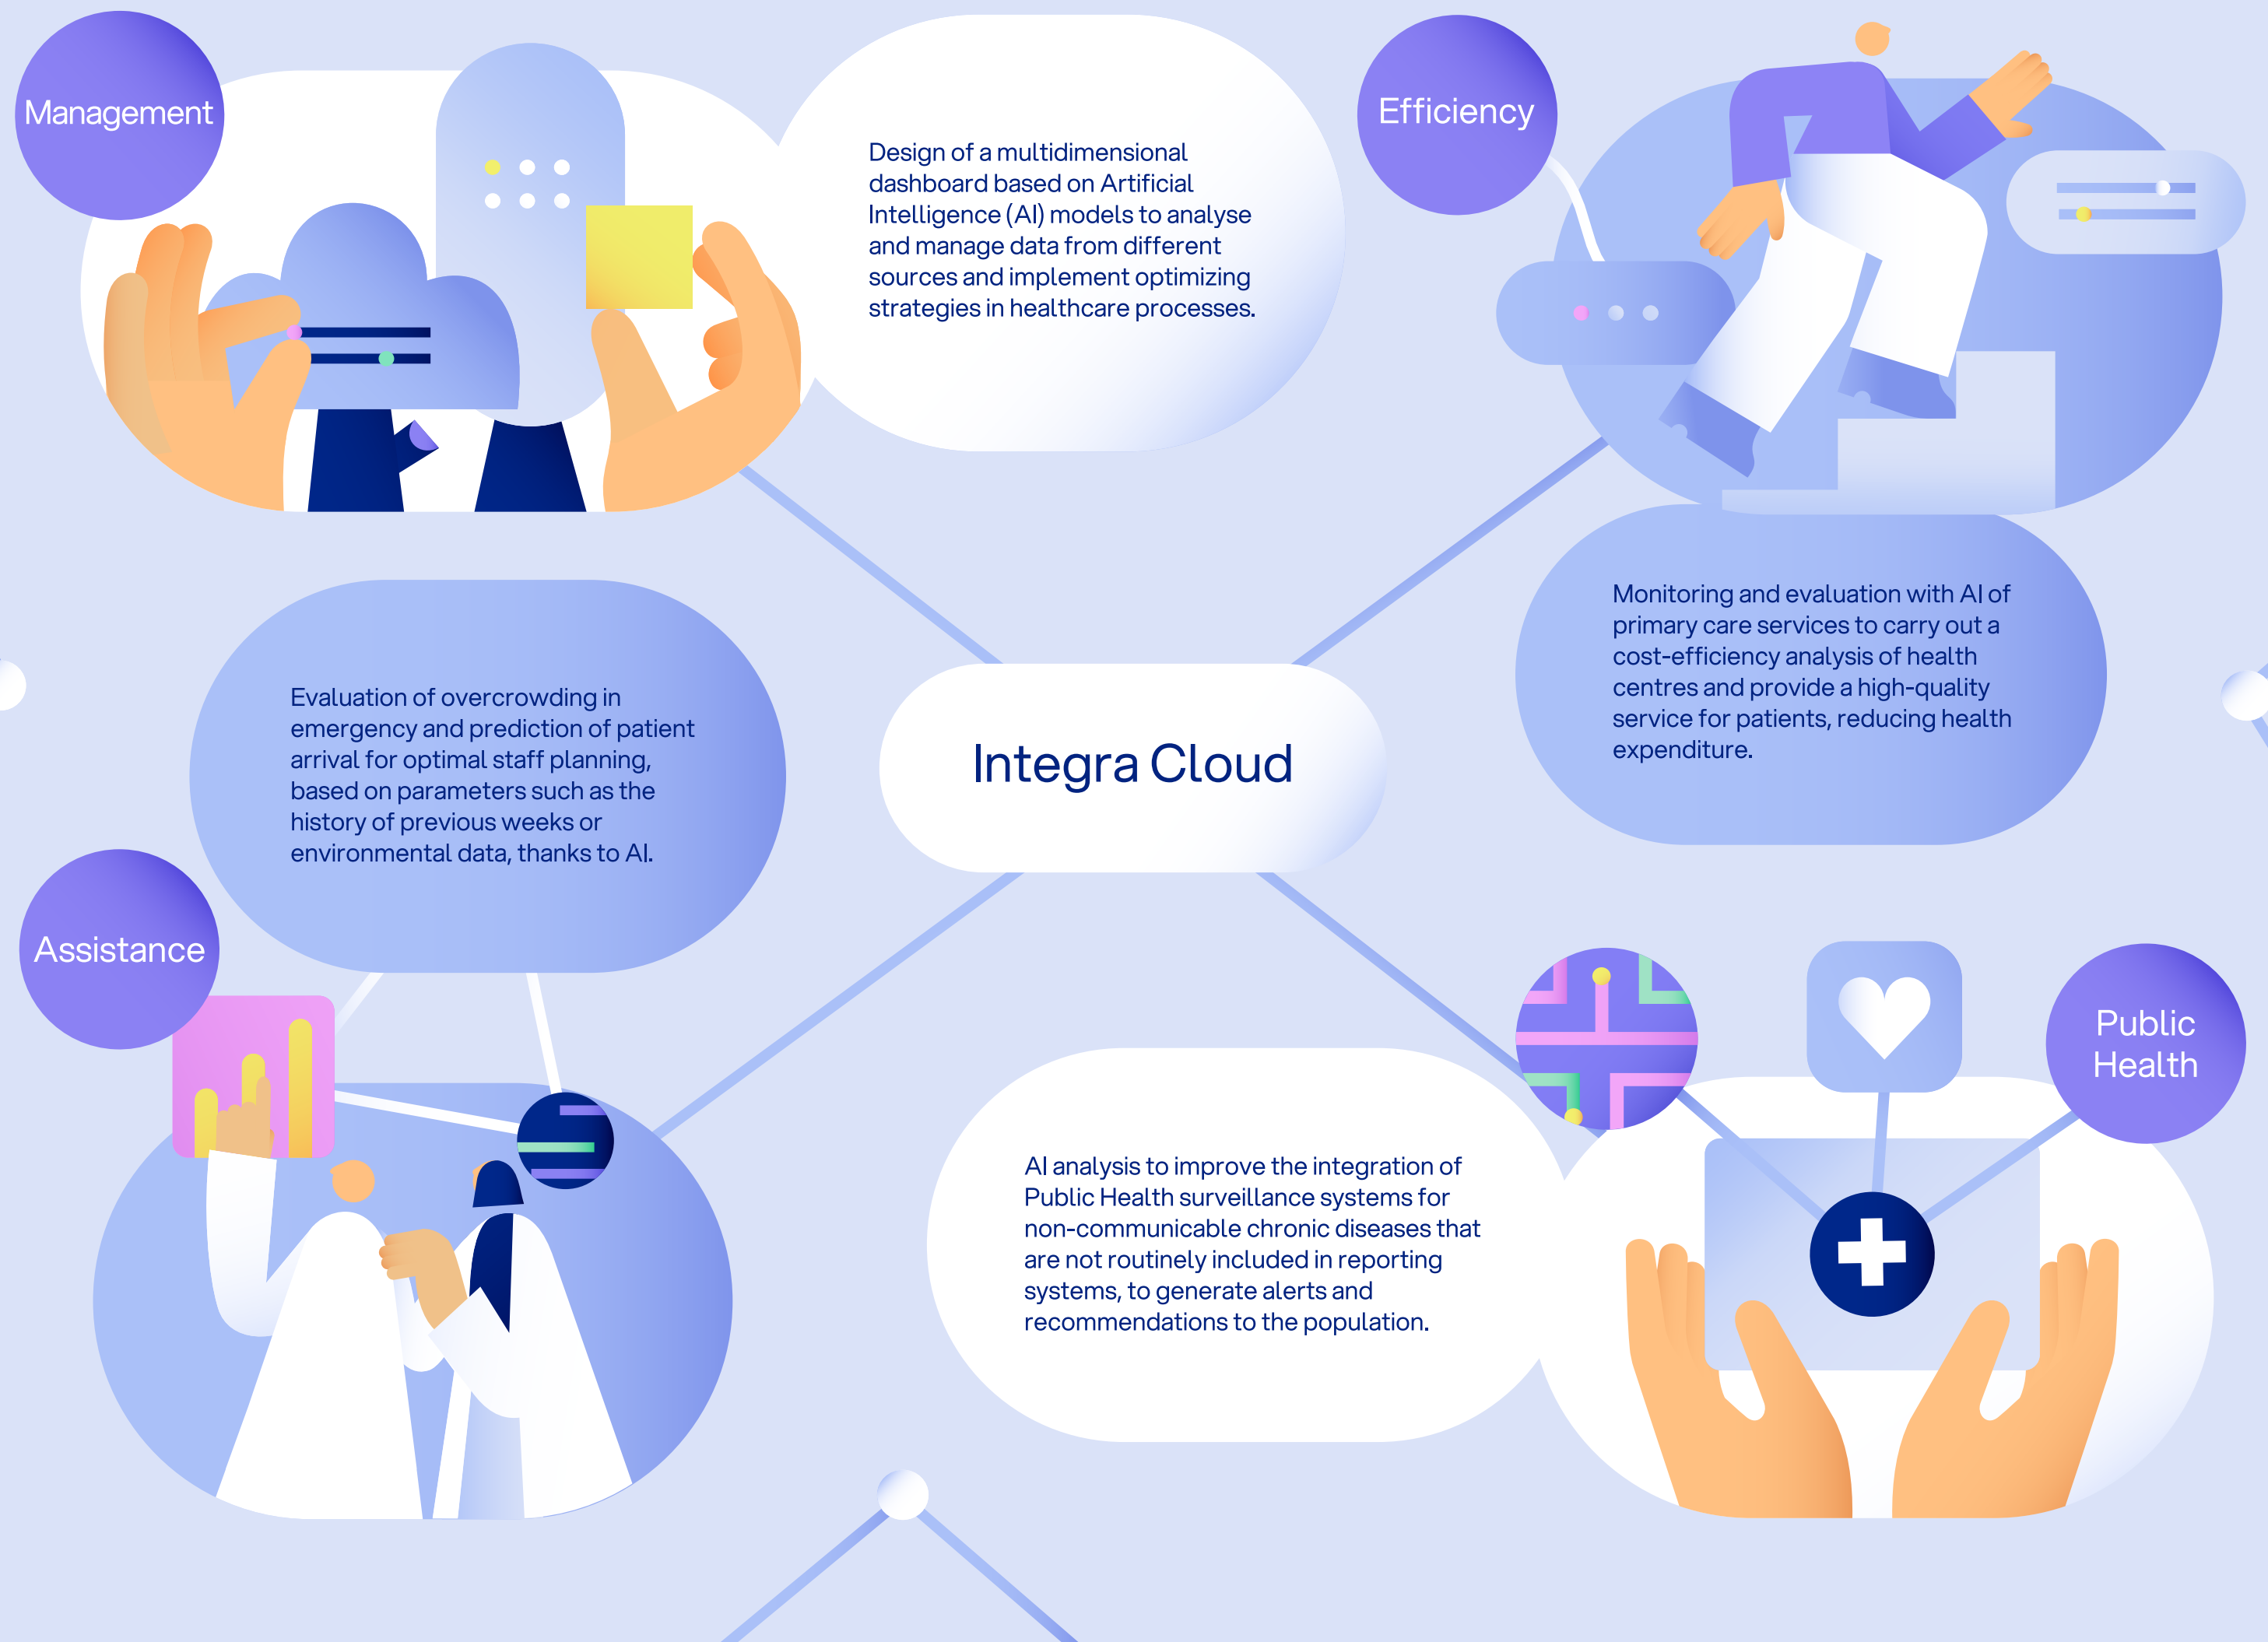 Management
Design of a multidimensional
dashboard based on Artificial
Intelligence (AI) models to analyse
and manage data from different
sources and implement optimizing
strategies in healthcare processes.
Efficiency
Monitoring and evaluation with AI of
primary care services to carry out a
cost-efficiency analysis of health
centres and provide a high-quality
service for patients, reducing health
expenditure.
Integra Cloud
Evaluation of overcrowding in
emergency and prediction of patient
arrival for optimal staff planning,
based on parameters such as the
history of previous weeks or
environmental data, thanks to AI.
Assistance
AI analysis to improve the integration of
Public Health surveillance systems for
non-communicable chronic diseases that
are not routinely included in reporting
systems, to generate alerts and
recommendations to the population.
Public
Health